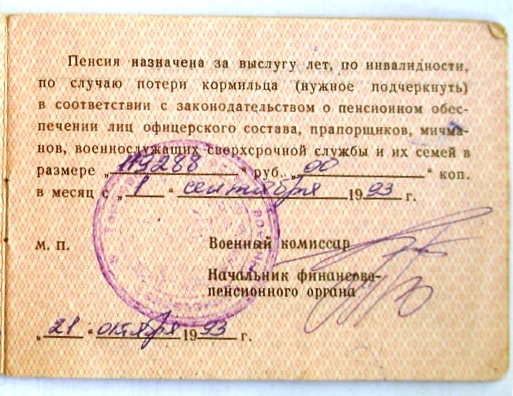 Пенсия назначена за выслугу лет, по инвалидности,
по случаю потери кормильца (нужное подчеркнуть)
в соответствии с законодательством о пенсионном обес-
печении лиц офицерского состава, прапорщиков, мичма-
нов, военнослужащих сверхсрочной службы и их семей в
размере „119288“ руб. „00“ коп.
в месяц с „1“ сентября 1993 г.
М. П. Военный комиссар
Начальник финансово-
пенсионного органа
„21“ октября 1993 г.